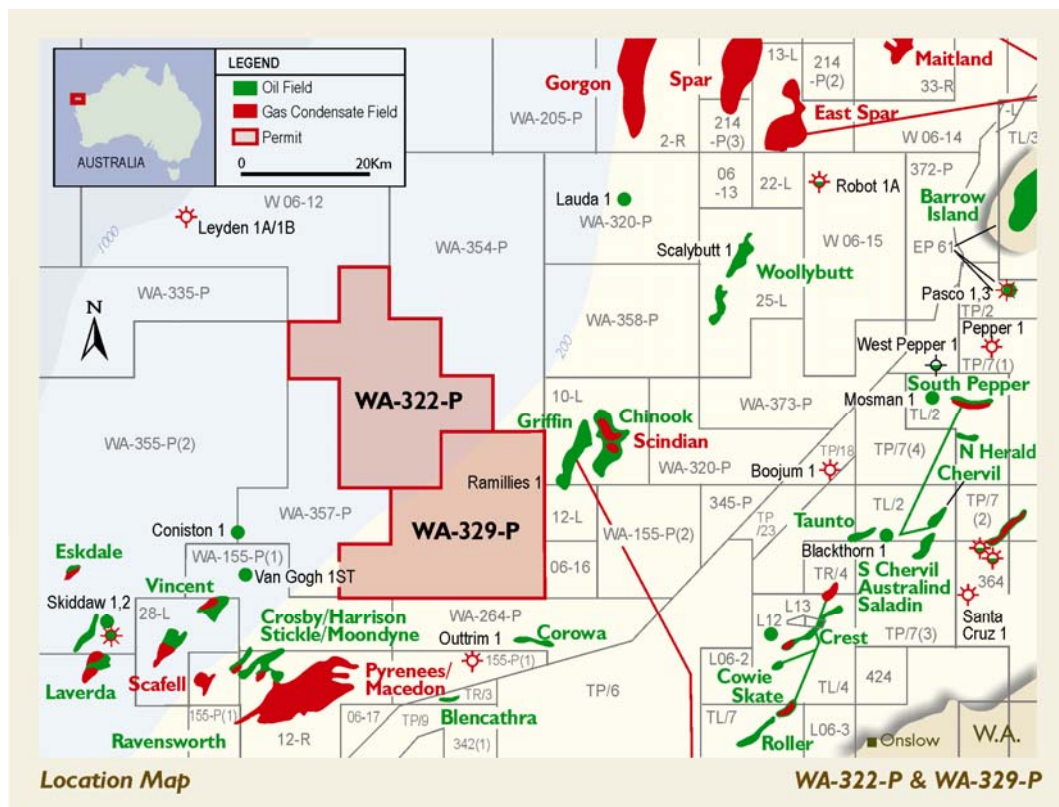 LEGEND
Oil Field
Gas Condensate Field
Permit
0 20Km
AUSTRALIA
Gorgon
Spar
East Spar
Maitland
13-L
214
-P(2)
33-R
-L
TL/3
WA-205-P
2-R
214
-P(3)
W 06-14
372-P
06
-13
22-L
Robot 1A
Barrow
Island
W 06-12
Leyden 1A/1B
1000
Lauda 1
WA-320-P
WA-354-P
Scalybutt 1
Woollybutt
W 06-15
EP 61
WA-335-P
25-L
Pasco 1,3
TP/2
N
WA-358-P
200
Pepper 1
West Pepper 1
TP/7(1)
WA-322-P
10-L
WA-373-P
South Pepper
Mosman 1
TL/2
Griffin
Chinook
Scindian
WA-355-P(2)
TP/18
TP/7(4)
N Herald
Chervil
WA-320-P
Boojum 1
Ramillies 1
WA-357-P
WA-329-P
345-P
12-L
TL/2
TP/7
(2)
TP
/23
WA-155-P(2)
Taunto
Coniston 1
Blackthorn 1
WA-155-P(1)
06-16
Eskdale
Van Gogh 1ST
TR/4
S Chervil
Australind
Saladin
364
Vincent
Skiddaw 1,2
28-L
Crosby/Harrison
Stickle/Moondyne
WA-264-P
L13
L12
Santa
Cruz 1
Outtrim 1
Corowa
Crest
TP/7(3)
155-P(1)
L06-2
Laverda
Scafell
Pyrenees/
Macedon
Cowie
Skate
424
TP/6
TL/4
TR/3
155-P(1)
06-17
TP/9
Blencathra
TL/7
L06-3
Ravensworth
12-R
342(1)
Roller
Onslow
W.A.
Location Map
WA-322-P & WA-329-P